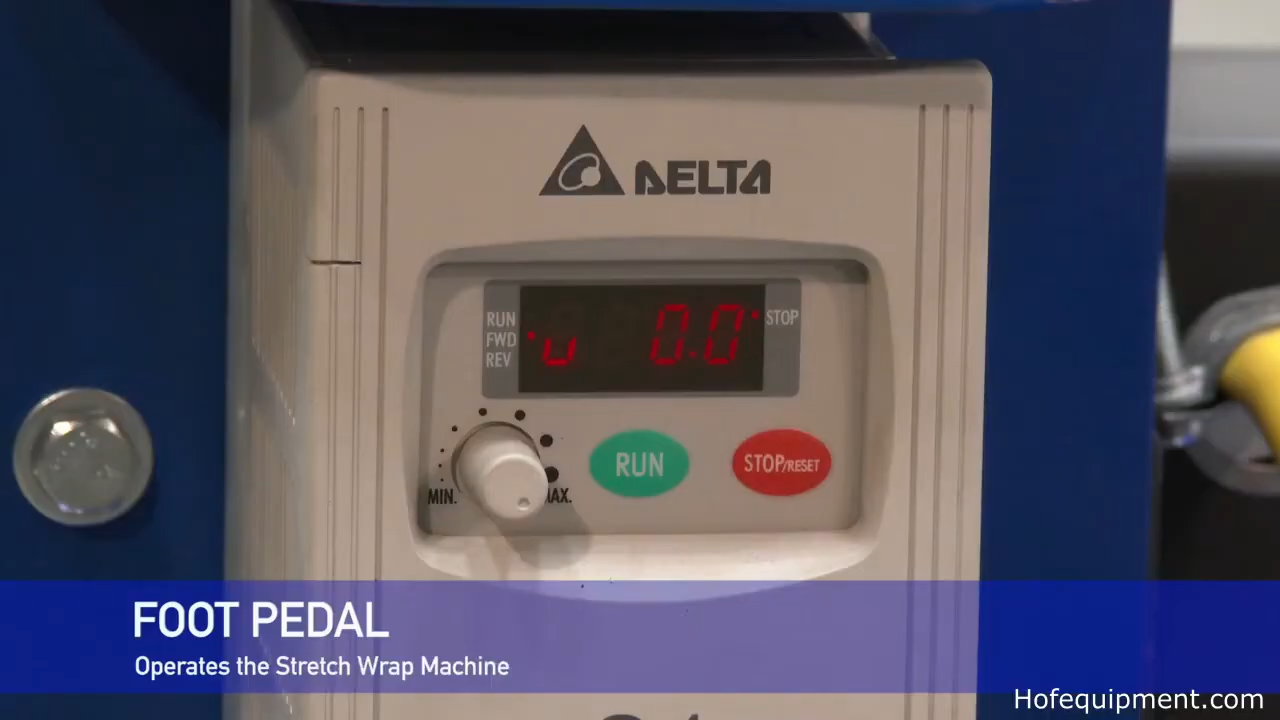 DELTA
RUN
FWD
REV
u 0.0
STOP
MIN.
RUN
STOP/RESET
FOOT PEDAL
Operates the Stretch Wrap Machine
Hofequipment.com